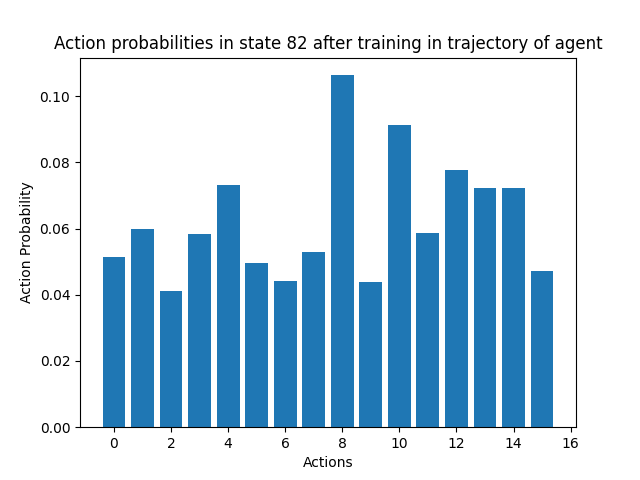 Action probabilities in state 82 after training in trajectory of agent
0.10
0.08
0.06
0.04
0.02
0.00
Action Probability
0 2 4 6 8 10 12 14 16
Actions